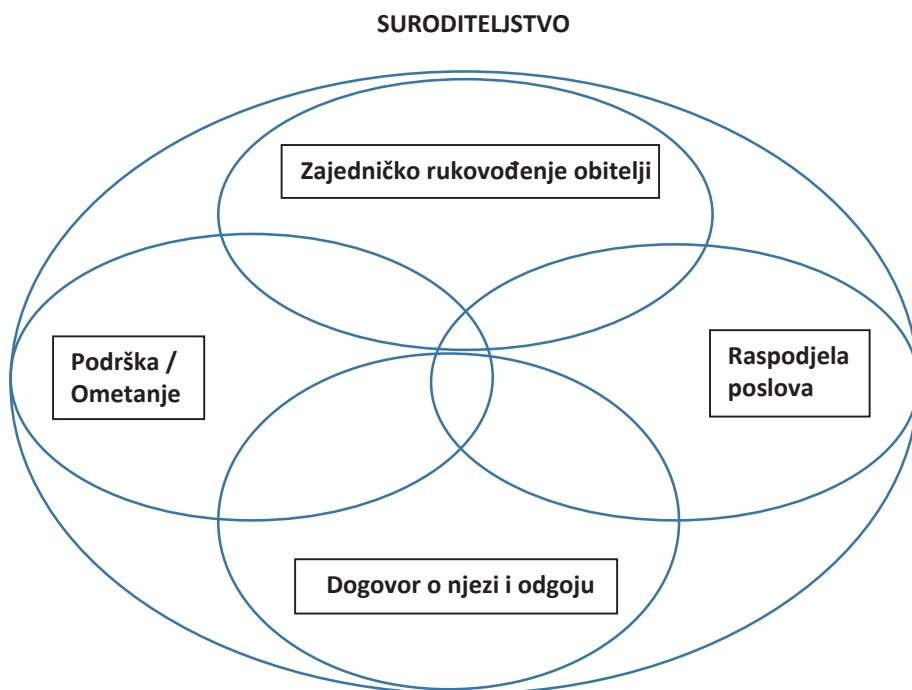 SURODITELJSTVO
Zajedničko rukovođenje obitelji
Podrška /
Ometanje
Raspodjela
poslova
Dogovor o njezi i odgoju